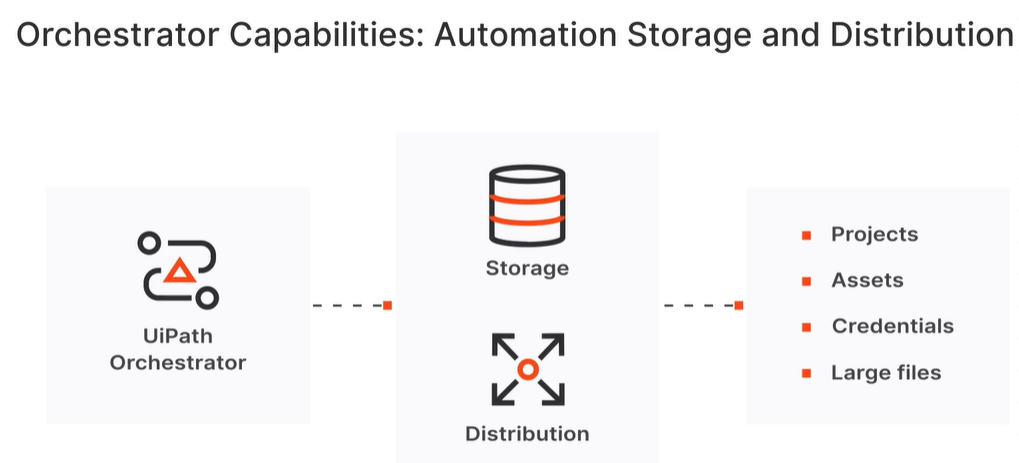 Orchestrator Capabilities: Automation Storage and Distribution
UiPath
Orchestrator
Storage
Distribution
Projects
Assets
Credentials
Large files